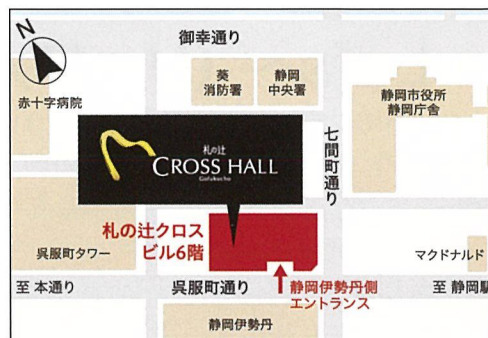 N
御幸通り
赤十字病院
葵
消防署
静岡
中央署
静岡市役所
静岡庁舎
七間町通り
札の辻
CROSS HALL
Gofukucho
札の辻クロス
ビル6階
呉服町タワー
マクドナルド
至 本通り
呉服町通り
静岡伊勢丹側
エントランス
至 静岡駅
静岡伊勢丹